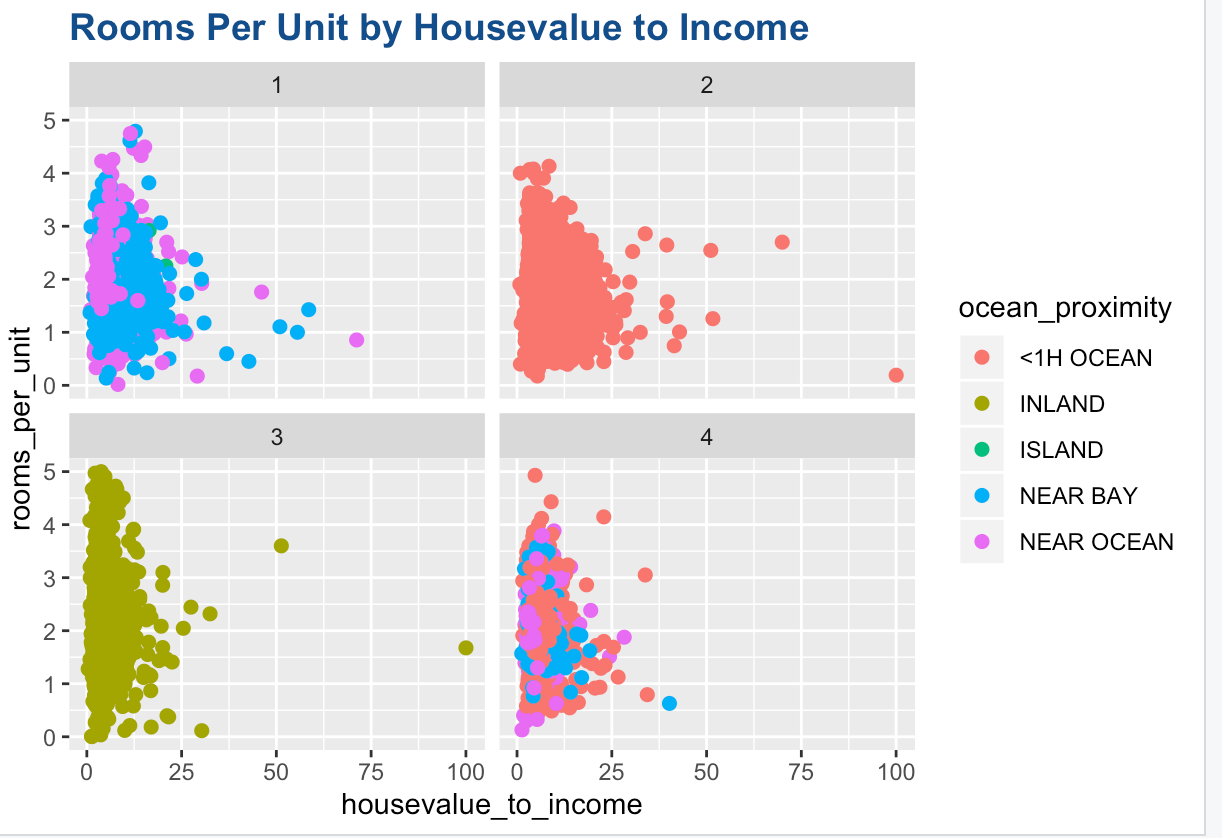 Rooms Per Unit by Housevalue to Income
1
2
5
4
3
2
1
0
3
4
5
4
3
2
1
0
0
25
50
75
100
0
25
50
75
100
housevalue_to_income
rooms_per_unit
ocean_proximity
<1H OCEAN
INLAND
ISLAND
NEAR BAY
NEAR OCEAN